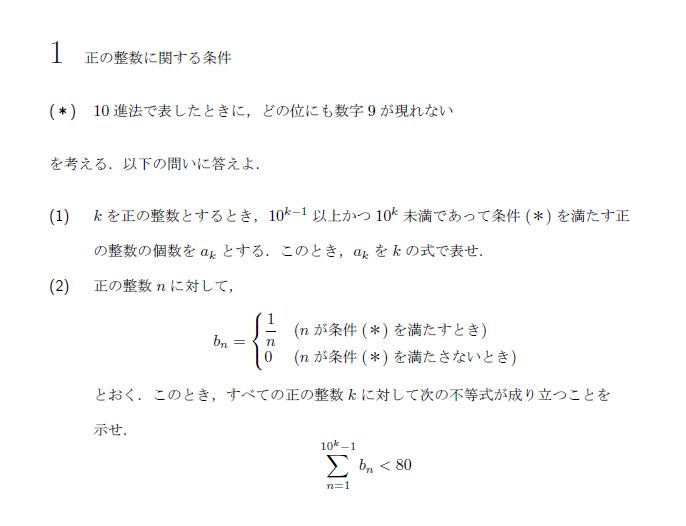 1 正の整数に関する条件
(＊) 10 進法で表したときに，どの位にも数字 9 が現れない
を考える．以下の問いに答えよ．
(1) k を正の整数とするとき，10^{k−1} 以上かつ 10^k 未満であって条件 (＊) を満たす正
の整数の個数を a_k とする．このとき，a_k を k の式で表せ．
(2) 正の整数 n に対して，
b_n = { 1/n (n が条件 (＊) を満たすとき)
0 (n が条件 (＊) を満たさないとき)
とおく．このとき，すべての正の整数 k に対して次の不等式が成り立つことを
示せ．
\sum_{n=1}^{10^k−1} b_n < 80